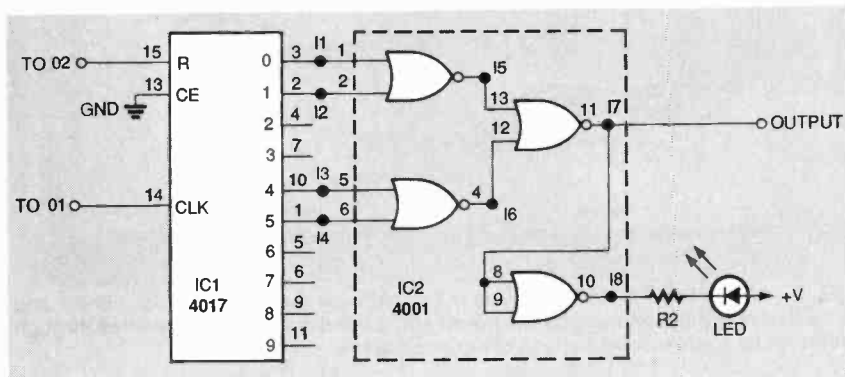 TO 02
15
R
13
CE
GND
TO 01
14
CLK
IC1
4017
0
3
I1
1
1
2
I2
2
2
4
3
7
4
10
I3
5
5
1
I4
6
6
5
7
6
8
9
9
11
I5
13
12
11
I7
OUTPUT
4
I6
8
9
10
I8
IC2
4001
R2
LED
+V